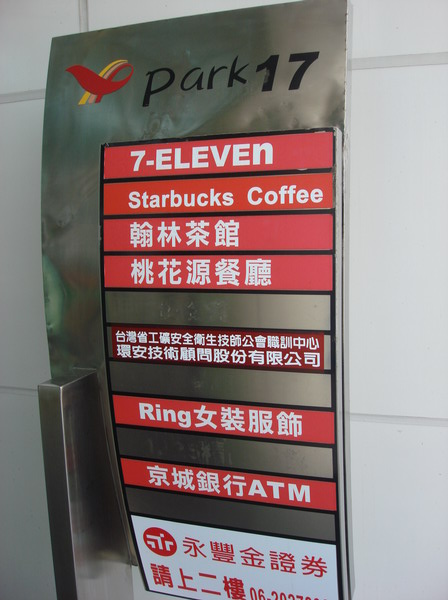 Park17
7-ELEVEn
Starbucks Coffee
翰林茶館
桃花源餐廳
台灣省工礦安全衛生技師公會職訓中心
環安技術顧問股份有限公司
Ring女裝服飾
京城銀行ATM
永豐金證券
請上二樓